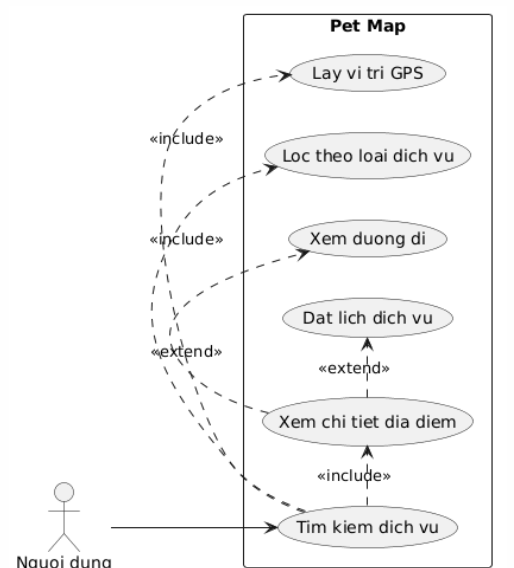 Pet Map
Lay vi tri GPS
«include»
Loc theo loai dich vu
«include»
Xem duong di
Dat lich dich vu
«extend»
«extend»
Xem chi tiet dia diem
«include»
Tim kiem dich vu
Nguoi dung